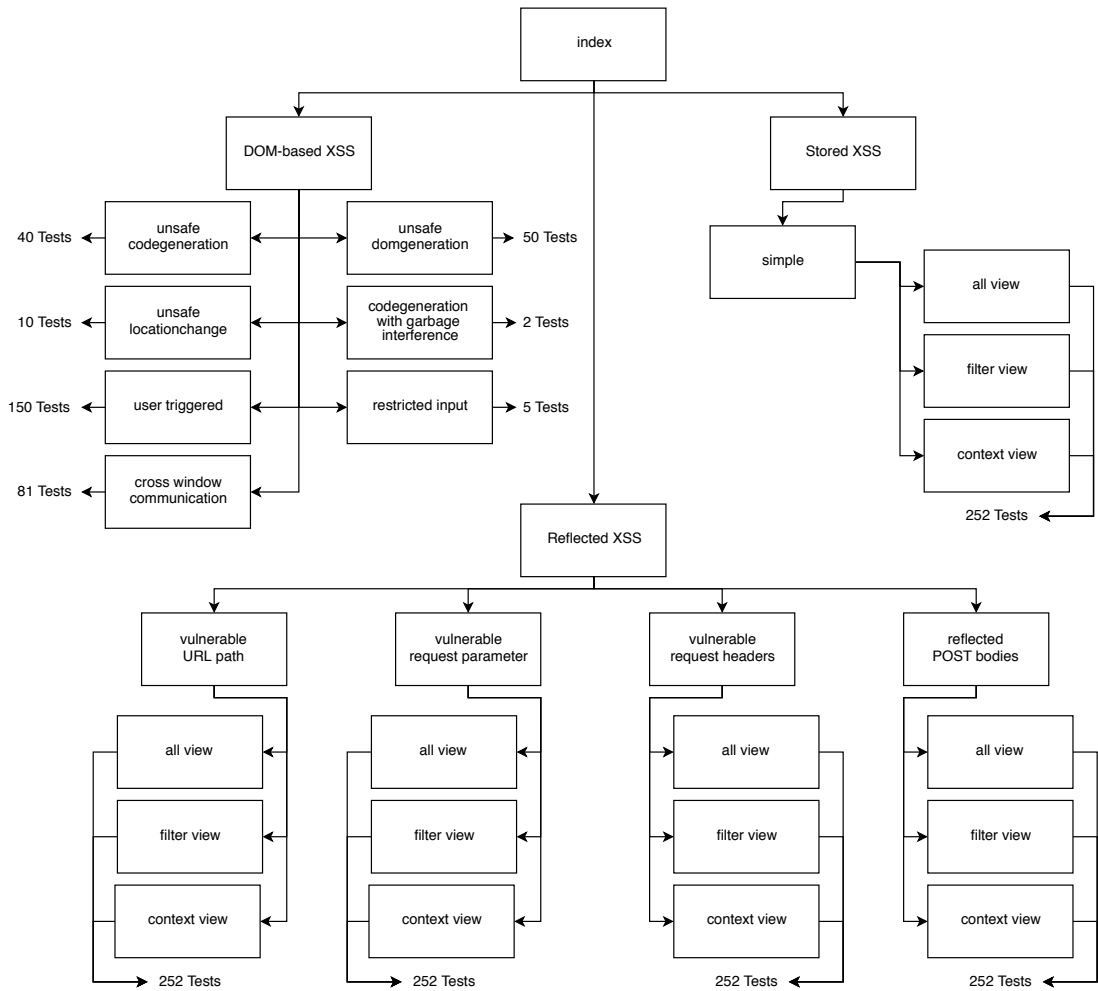 index
DOM-based XSS
Stored XSS
40 Tests
unsafe
codegeneration
unsafe
domgeneration
50 Tests
10 Tests
unsafe
locationchange
codegeneration
with garbage
interference
2 Tests
150 Tests
user triggered
restricted input
5 Tests
81 Tests
cross window
communication
simple
all view
filter view
context view
252 Tests
Reflected XSS
vulnerable
URL path
all view
filter view
context view
252 Tests
vulnerable
request parameter
all view
filter view
context view
252 Tests
vulnerable
request headers
all view
filter view
context view
252 Tests
reflected
POST bodies
all view
filter view
context view
252 Tests